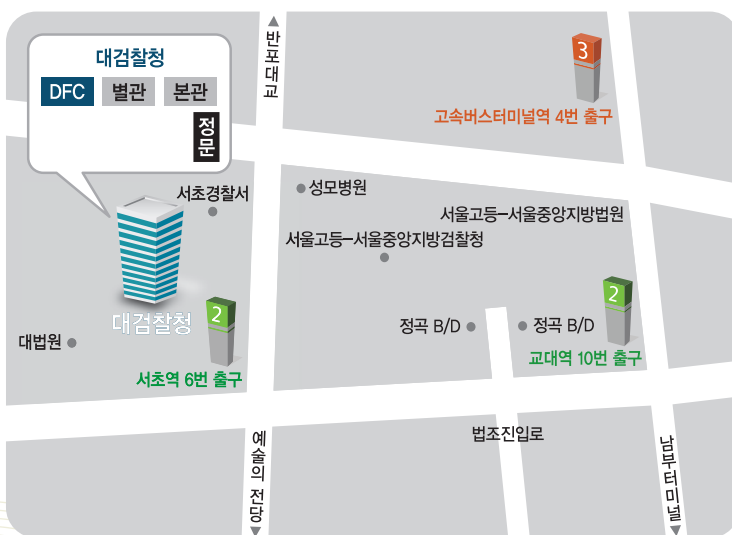 ▲
반포대교
대검찰청
DFC 별관 본관
정문
3
고속버스터미널역 4번 출구
서초경찰서
성모병원
서울고등-서울중앙지방법원
서울고등-서울중앙지방검찰청
대검찰청
2
2
대법원
정곡 B/D
정곡 B/D
서초역 6번 출구
교대역 10번 출구
법조진입로
예술의 전당
▼
남부터미널
▼